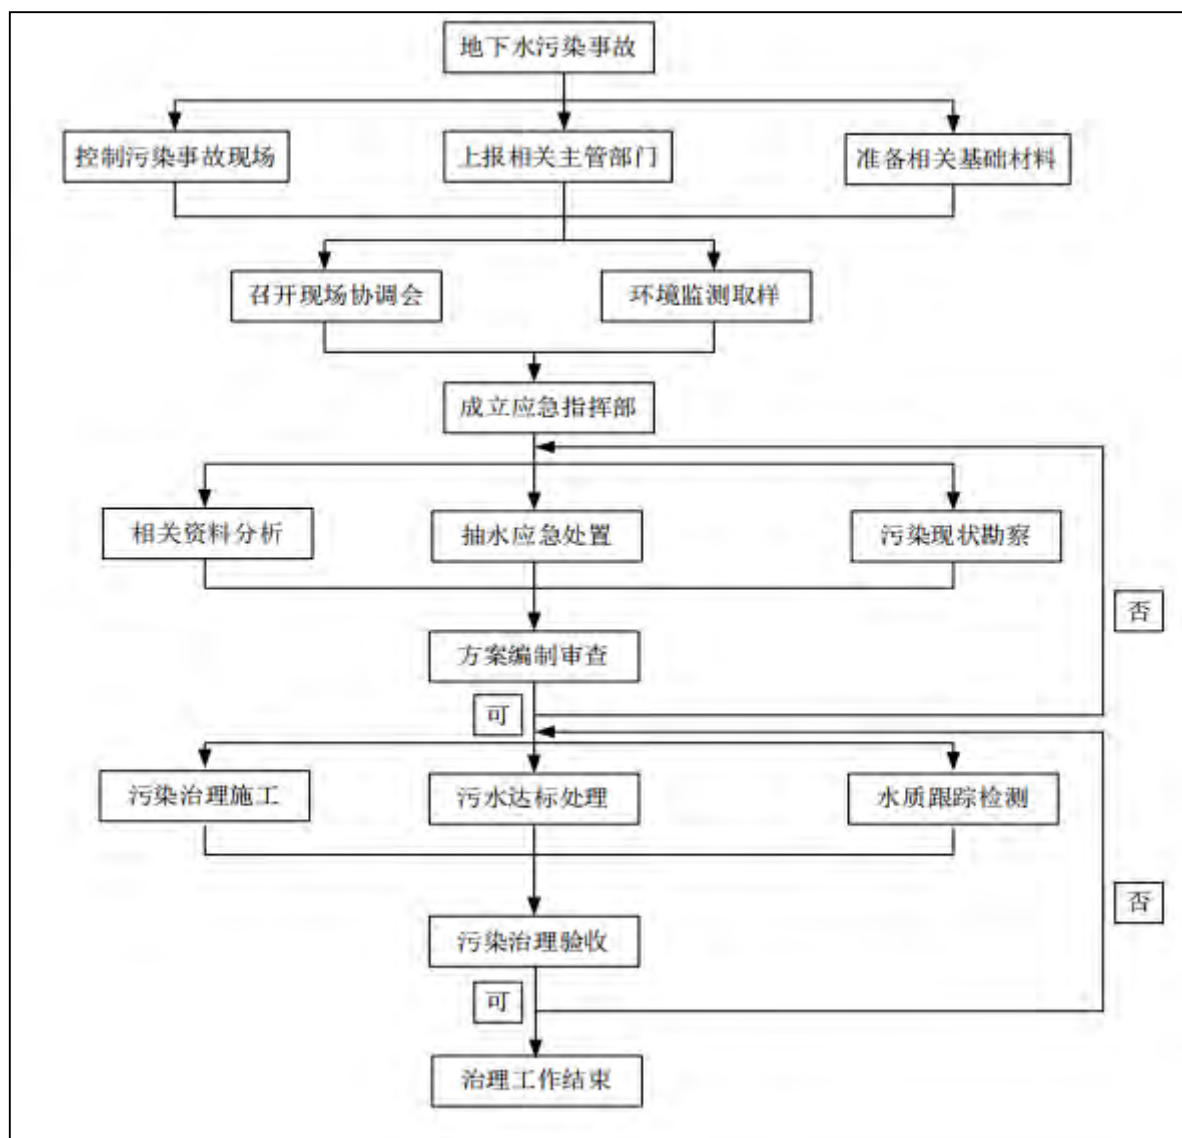 地下水污染事故
控制污染事故现场
上报相关主管部门
准备相关基础材料
召开现场协调会
环境监测取样
成立应急指挥部
相关资料分析
抽水应急处置
污染现状勘察
否
方案编制审查
可
污染治理施工
污水达标处理
水质跟踪检测
否
污染治理验收
可
治理工作结束